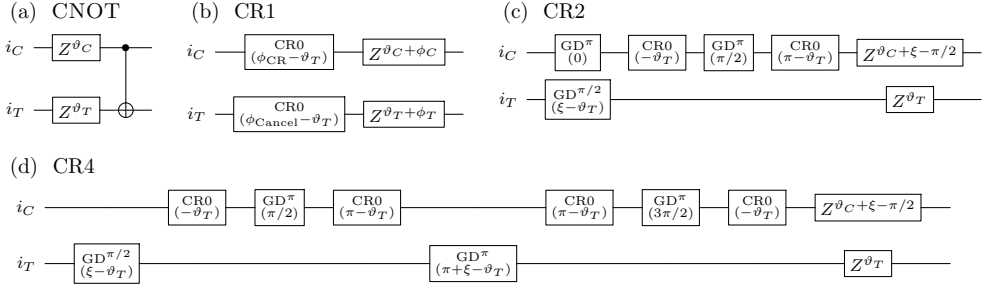 (a) CNOT
i_C Z^{ϑ_C}
i_T Z^{ϑ_T}
(b) CR1
i_C CR0 (ϕ_CR−ϑ_T) Z^{ϑ_C+ϕ_C}
i_T CR0 (ϕ_Cancel−ϑ_T) Z^{ϑ_T+ϕ_T}
(c) CR2
i_C GD^π (0) CR0 (−ϑ_T) GD^π (π/2) CR0 (π−ϑ_T) Z^{ϑ_C+ξ−π/2}
i_T GD^{π/2} (ξ−ϑ_T) Z^{ϑ_T}
(d) CR4
i_C CR0 (−ϑ_T) GD^π (π/2) CR0 (π−ϑ_T) CR0 (π−ϑ_T) GD^π (3π/2) CR0 (−ϑ_T) Z^{ϑ_C+ξ−π/2}
i_T GD^{π/2} (ξ−ϑ_T) GD^π (π+ξ−ϑ_T) Z^{ϑ_T}